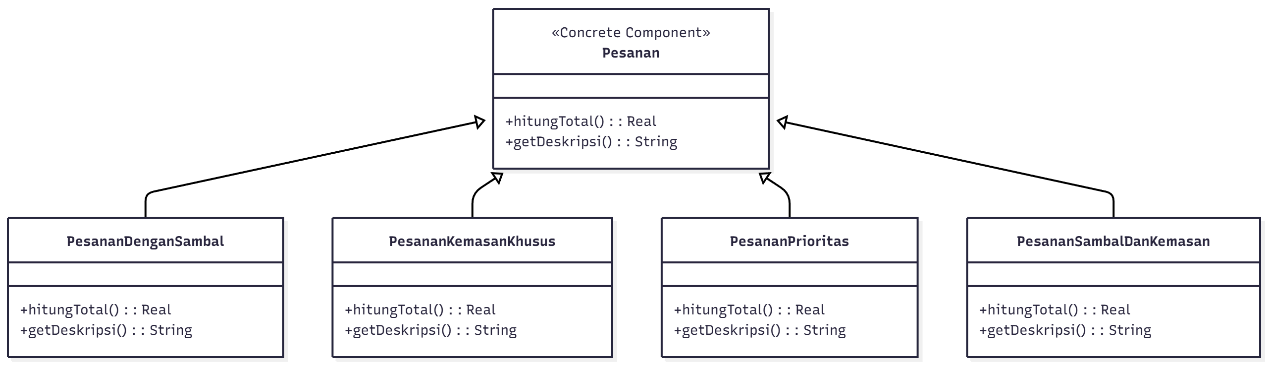 «Concrete Component»
Pesanan
+hitungTotal() : : Real
+getDeskripsi() : : String
PesananDenganSambal
+hitungTotal() : : Real
+getDeskripsi() : : String
PesananKemasanKhusus
+hitungTotal() : : Real
+getDeskripsi() : : String
PesananPrioritas
+hitungTotal() : : Real
+getDeskripsi() : : String
PesananSambalDanKemasan
+hitungTotal() : : Real
+getDeskripsi() : : String